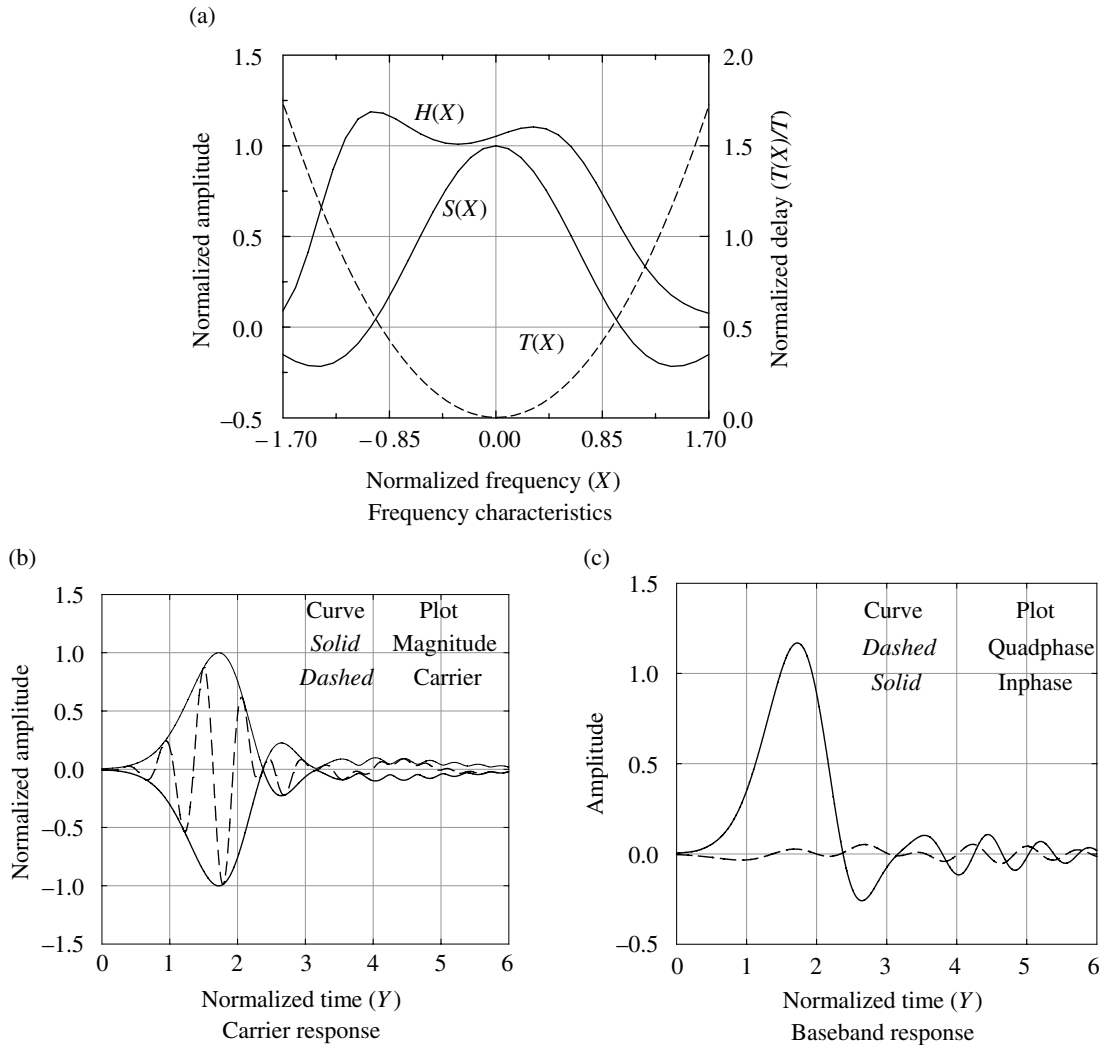 (a)
1.5
1.0
0.5
0.0
−0.5
Normalized amplitude
H(X)
S(X)
T(X)
2.0
1.5
1.0
0.5
0.0
Normalized delay (T(X)/T)
−1.70
−0.85
0.00
0.85
1.70
Normalized frequency (X)
Frequency characteristics
(b)
1.5
1.0
0.5
0.0
−0.5
−1.0
−1.5
Normalized amplitude
Curve Plot
Solid Magnitude
Dashed Carrier
0 1 2 3 4 5 6
Normalized time (Y)
Carrier response
(c)
1.5
1.0
0.5
0.0
−0.5
Amplitude
Curve Plot
Dashed Quadphase
Solid Inphase
0 1 2 3 4 5 6
Normalized time (Y)
Baseband response